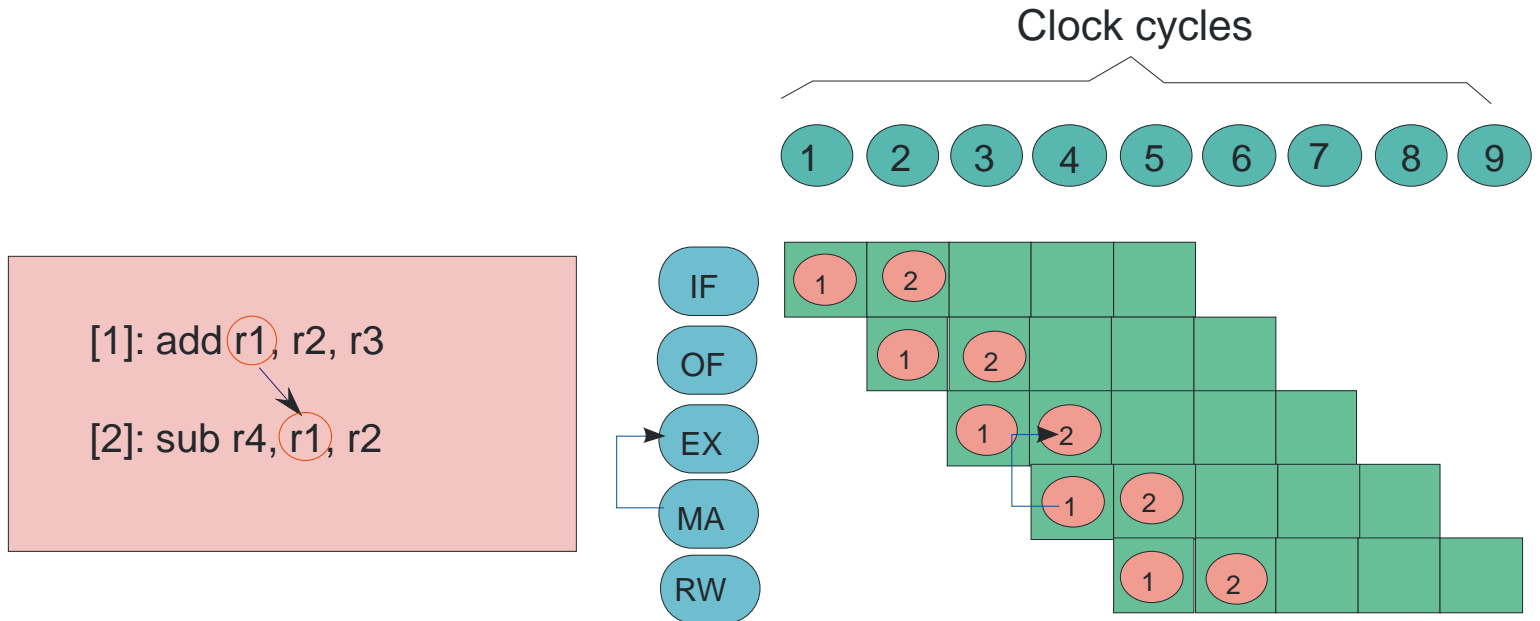 Clock cycles
1 2 3 4 5 6 7 8 9
[1]: add r1, r2, r3
[2]: sub r4, r1, r2
IF 1 2
OF 1 2
EX 1 2
MA 1 2
RW 1 2